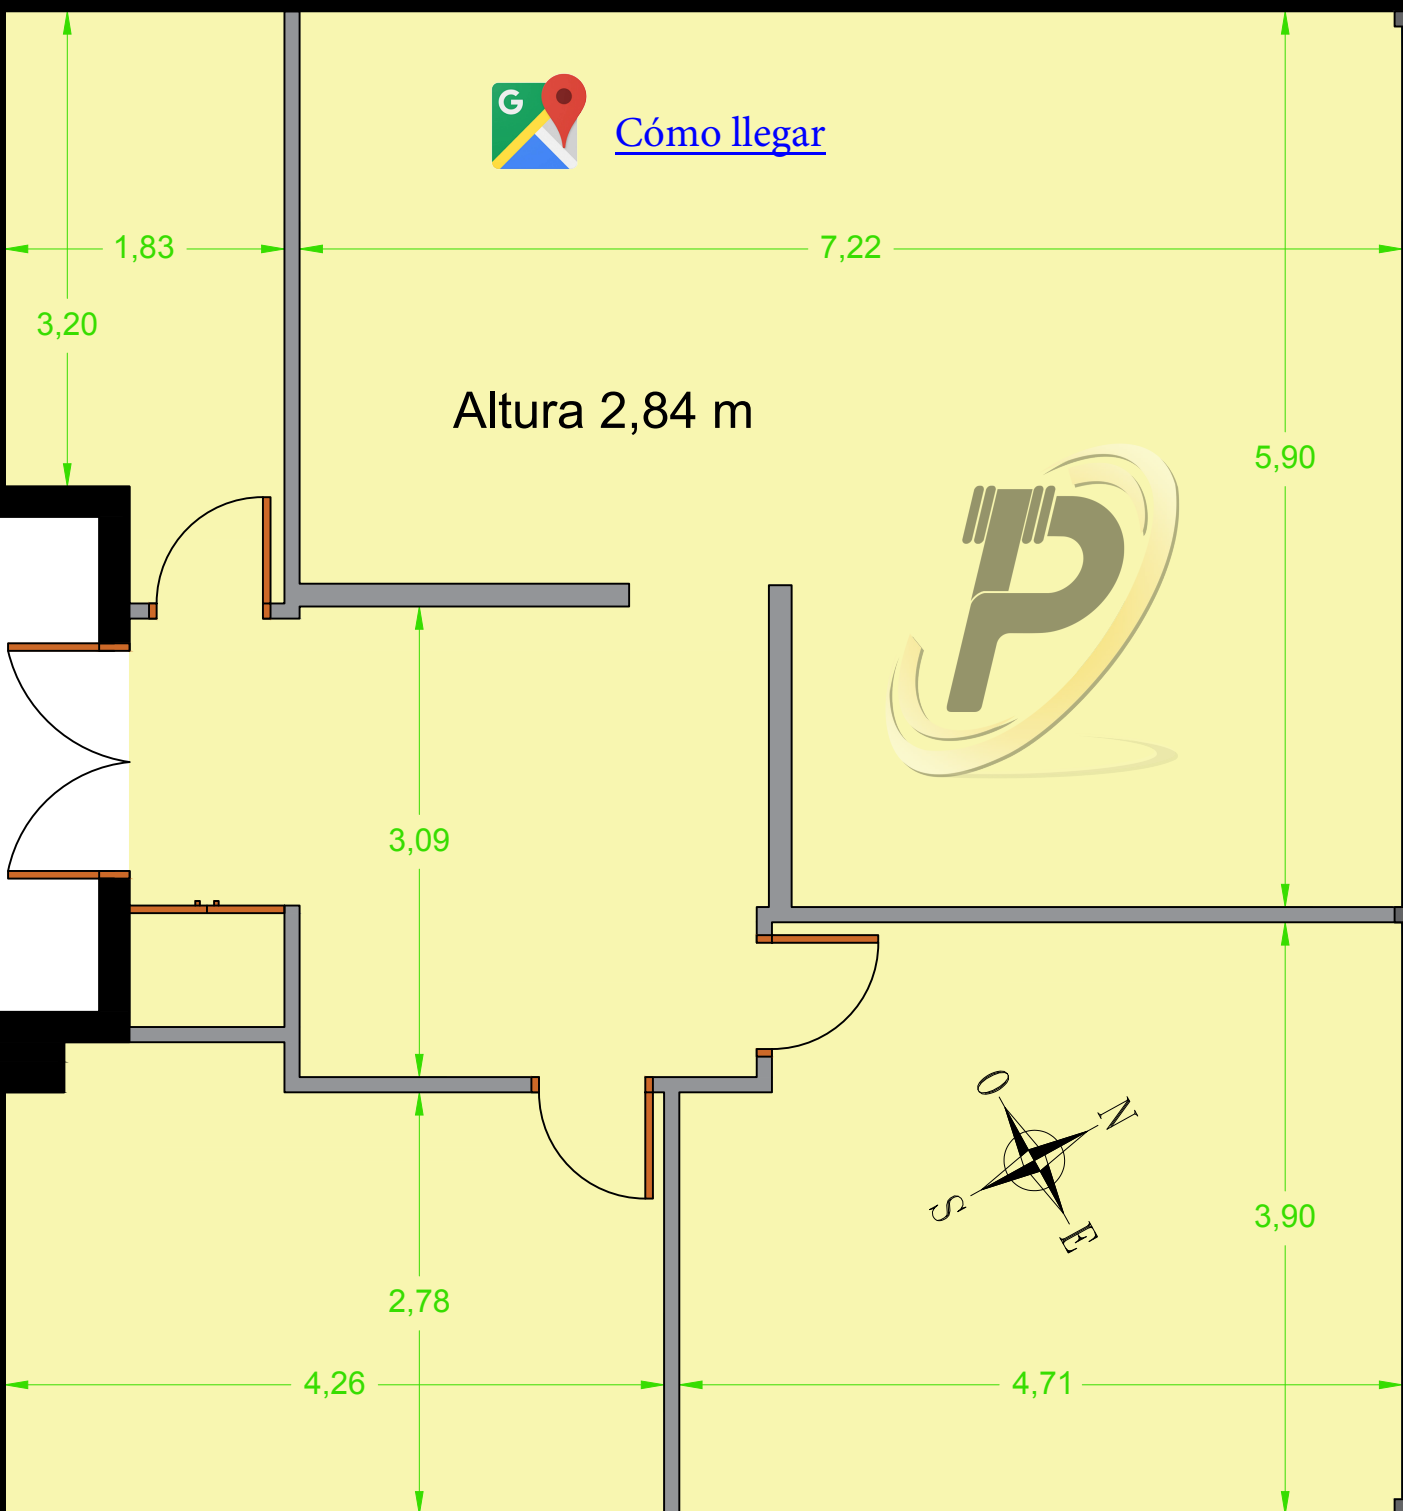 G
Cómo llegar
1,83
7,22
3,20
Altura 2,84 m
5,90
P
3,09
O
N
S
E
3,90
2,78
4,26
4,71